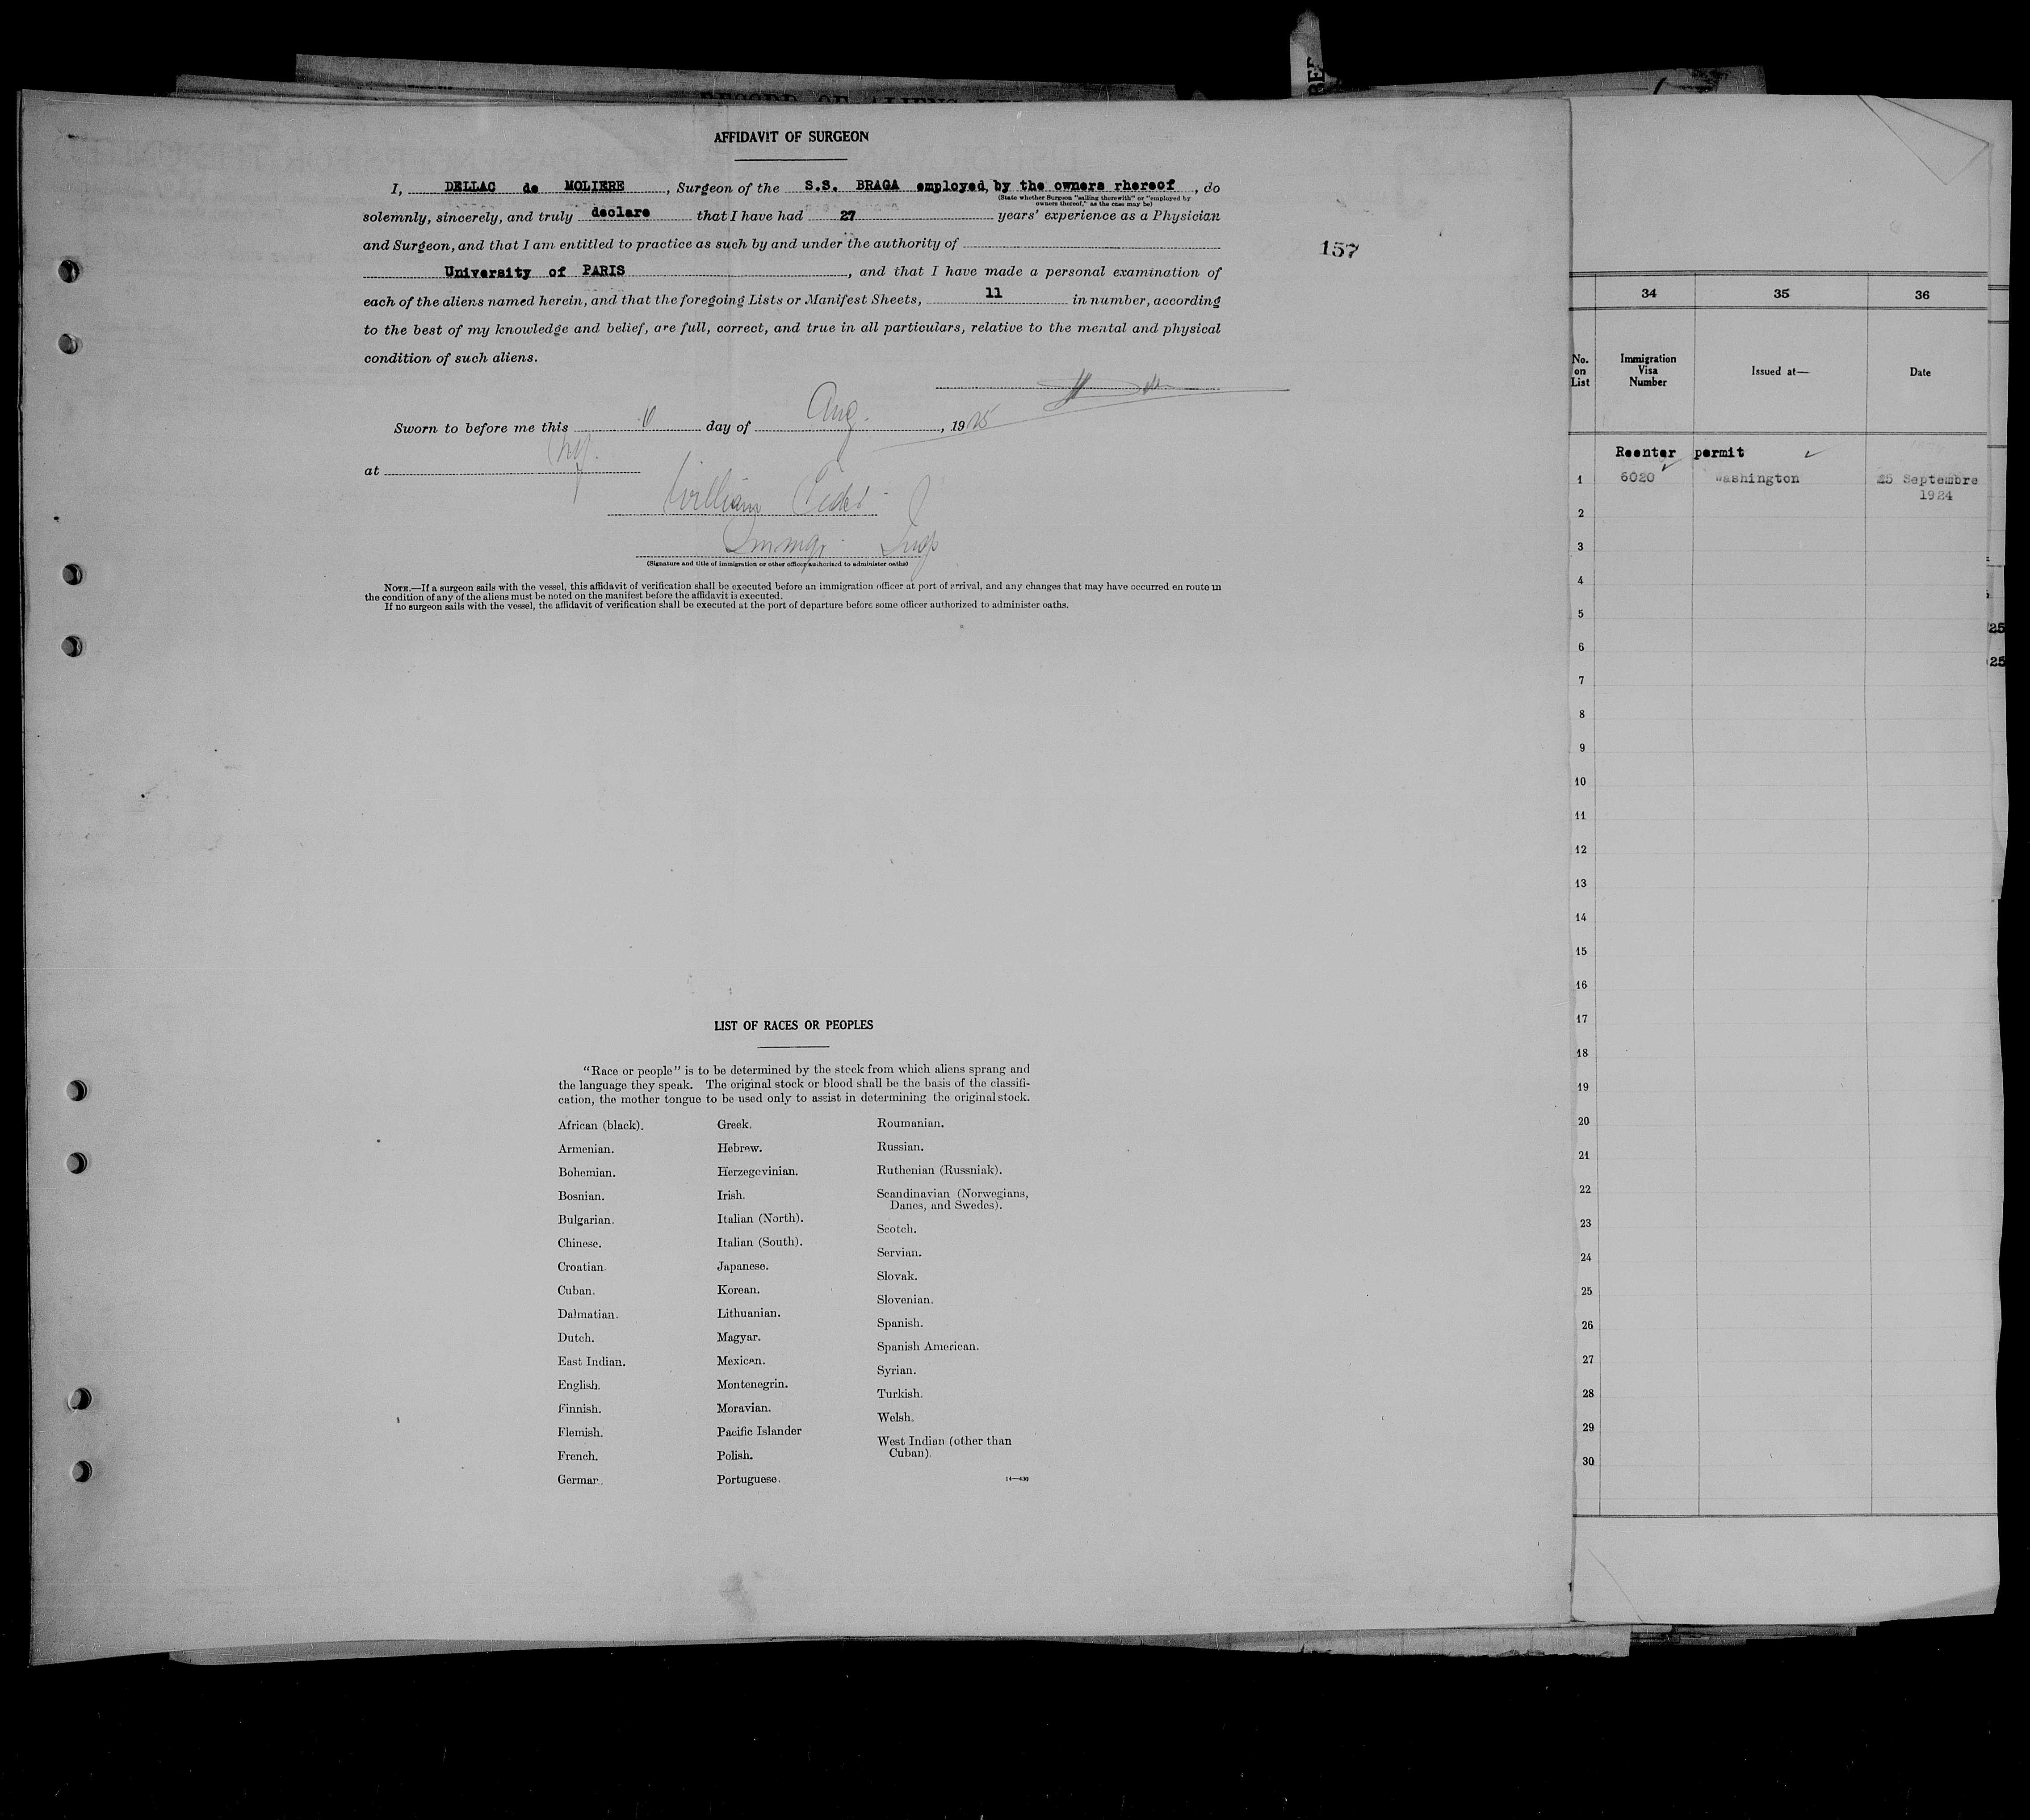 AFFIDAVIT OF SURGEON
I, DELLAC de MOLIERE, Surgeon of the S.S. BRAGA employed, by the owners rhereof, do
(State whether Surgeon "sailing therewith" or "employed by
owners thereof," as the case may be)
solemnly, sincerely, and truly declare that I have had 27 years' experience as a Physician
and Surgeon, and that I am entitled to practice as such by and under the authority of
University of PARIS, and that I have made a personal examination of
each of the aliens named herein, and that the foregoing Lists or Manifest Sheets, 11 in number, according
to the best of my knowledge and belief, are full, correct, and true in all particulars, relative to the mental and physical
condition of such aliens.
Sworn to before me this day of Aug., 1925
at NY.
William
Immgr. Insp
(Signature and title of immigration or other officer authorized to administer oaths)
NOTE.—If a surgeon sails with the vessel, this affidavit of verification shall be executed before an immigration officer at port of arrival, and any changes that may have occurred en route in
the condition of any of the aliens must be noted on the manifest before the affidavit is executed.
If no surgeon sails with the vessel, the affidavit of verification shall be executed at the port of departure before some officer authorized to administer oaths.
157
LIST OF RACES OR PEOPLES
"Race or people" is to be determined by the stock from which aliens sprang and
the language they speak. The original stock or blood shall be the basis of the classifi-
cation, the mother tongue to be used only to assist in determining the original stock.
African (black).
Armenian.
Bohemian.
Bosnian.
Bulgarian.
Chinese.
Croatian.
Cuban.
Dalmatian.
Dutch.
East Indian.
English.
Finnish.
Flemish.
French.
German.
Greek.
Hebrew.
Herzegovinian.
Irish.
Italian (North).
Italian (South).
Japanese.
Korean.
Lithuanian.
Magyar.
Mexican.
Montenegrin.
Moravian.
Pacific Islander
Polish.
Portuguese.
Roumanian.
Russian.
Ruthenian (Russniak).
Scandinavian (Norwegians,
Danes, and Swedes).
Scotch.
Servian.
Slovak.
Slovenian.
Spanish.
Spanish American.
Syrian.
Turkish.
Welsh.
West Indian (other than
Cuban).
34 35 36
No. on List
Immigration Visa Number
Issued at—
Date
Reenter permit
1 6020 Washington 25 Septembre
1924
2
3
4
5
6
7
8
9
10
11
12
13
14
15
16
17
18
19
20
21
22
23
24
25
26
27
28
29
30
25
25